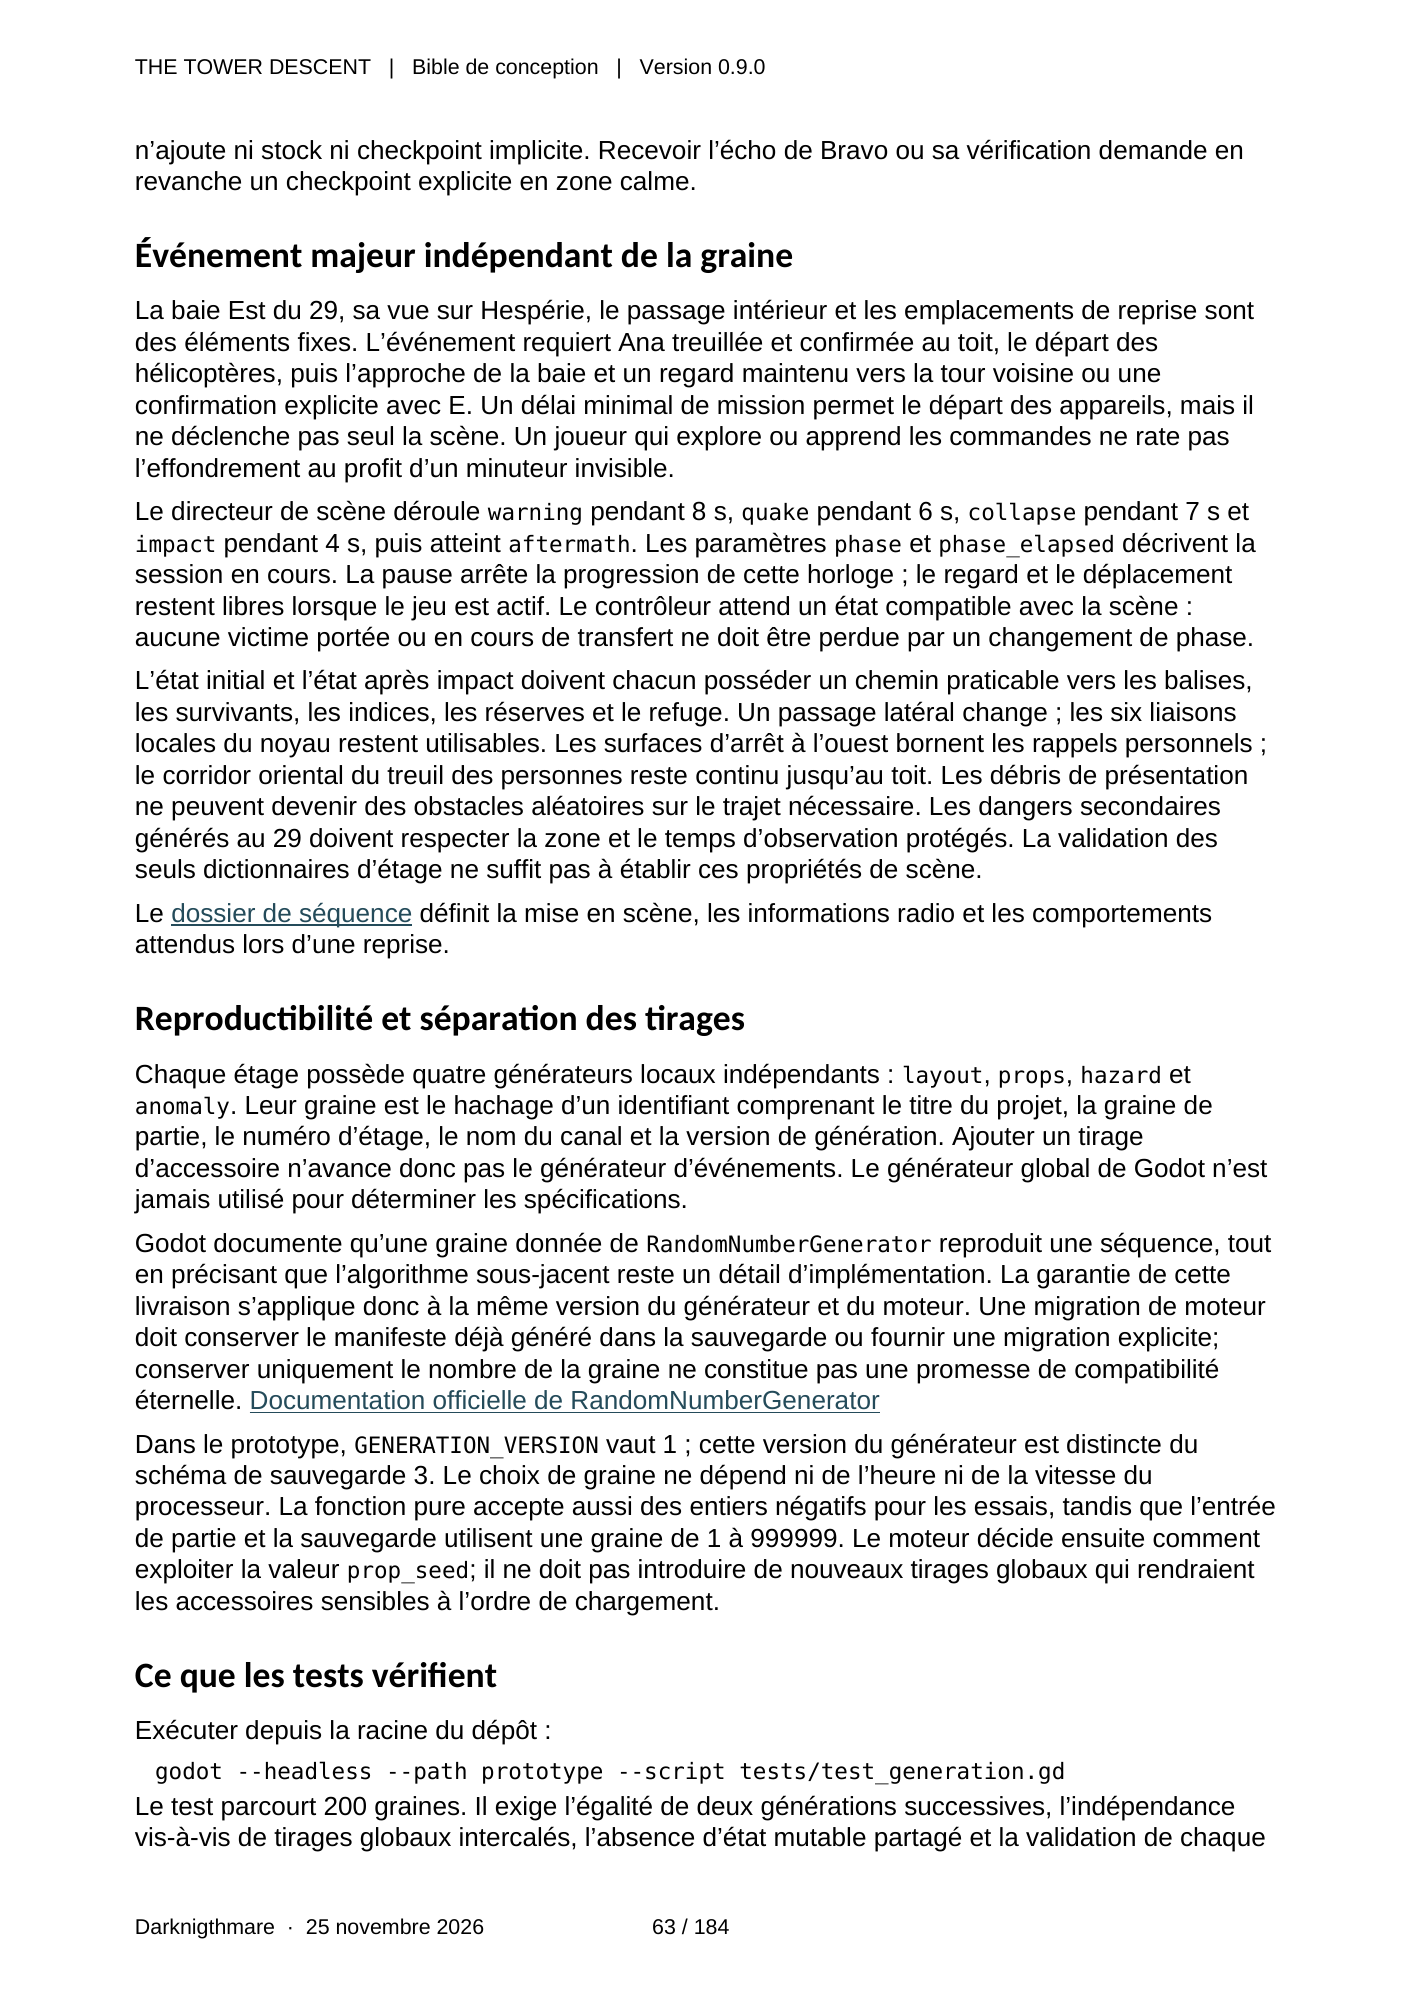 THE TOWER DESCENT | Bible de conception | Version 0.9.0
n’ajoute ni stock ni checkpoint implicite. Recevoir l’écho de Bravo ou sa vérification demande en
revanche un checkpoint explicite en zone calme.
Événement majeur indépendant de la graine
La baie Est du 29, sa vue sur Hespérie, le passage intérieur et les emplacements de reprise sont
des éléments fixes. L’événement requiert Ana treuillée et confirmée au toit, le départ des
hélicoptères, puis l’approche de la baie et un regard maintenu vers la tour voisine ou une
confirmation explicite avec E. Un délai minimal de mission permet le départ des appareils, mais il
ne déclenche pas seul la scène. Un joueur qui explore ou apprend les commandes ne rate pas
l’effondrement au profit d’un minuteur invisible.
Le directeur de scène déroule warning pendant 8 s, quake pendant 6 s, collapse pendant 7 s et
impact pendant 4 s, puis atteint aftermath. Les paramètres phase et phase_elapsed décrivent la
session en cours. La pause arrête la progression de cette horloge ; le regard et le déplacement
restent libres lorsque le jeu est actif. Le contrôleur attend un état compatible avec la scène :
aucune victime portée ou en cours de transfert ne doit être perdue par un changement de phase.
L’état initial et l’état après impact doivent chacun posséder un chemin praticable vers les balises,
les survivants, les indices, les réserves et le refuge. Un passage latéral change ; les six liaisons
locales du noyau restent utilisables. Les surfaces d’arrêt à l’ouest bornent les rappels personnels ;
le corridor oriental du treuil des personnes reste continu jusqu’au toit. Les débris de présentation
ne peuvent devenir des obstacles aléatoires sur le trajet nécessaire. Les dangers secondaires
générés au 29 doivent respecter la zone et le temps d’observation protégés. La validation des
seuls dictionnaires d’étage ne suffit pas à établir ces propriétés de scène.
Le dossier de séquence définit la mise en scène, les informations radio et les comportements
attendus lors d’une reprise.
Reproductibilité et séparation des tirages
Chaque étage possède quatre générateurs locaux indépendants : layout, props, hazard et
anomaly. Leur graine est le hachage d’un identifiant comprenant le titre du projet, la graine de
partie, le numéro d’étage, le nom du canal et la version de génération. Ajouter un tirage
d’accessoire n’avance donc pas le générateur d’événements. Le générateur global de Godot n’est
jamais utilisé pour déterminer les spécifications.
Godot documente qu’une graine donnée de RandomNumberGenerator reproduit une séquence, tout
en précisant que l’algorithme sous-jacent reste un détail d’implémentation. La garantie de cette
livraison s’applique donc à la même version du générateur et du moteur. Une migration de moteur
doit conserver le manifeste déjà généré dans la sauvegarde ou fournir une migration explicite;
conserver uniquement le nombre de la graine ne constitue pas une promesse de compatibilité
éternelle. Documentation officielle de RandomNumberGenerator
Dans le prototype, GENERATION_VERSION vaut 1 ; cette version du générateur est distincte du
schéma de sauvegarde 3. Le choix de graine ne dépend ni de l’heure ni de la vitesse du
processeur. La fonction pure accepte aussi des entiers négatifs pour les essais, tandis que l’entrée
de partie et la sauvegarde utilisent une graine de 1 à 999999. Le moteur décide ensuite comment
exploiter la valeur prop_seed; il ne doit pas introduire de nouveaux tirages globaux qui rendraient
les accessoires sensibles à l’ordre de chargement.
Ce que les tests vérifient
Exécuter depuis la racine du dépôt :
godot --headless --path prototype --script tests/test_generation.gd
Le test parcourt 200 graines. Il exige l’égalité de deux générations successives, l’indépendance
vis-à-vis de tirages globaux intercalés, l’absence d’état mutable partagé et la validation de chaque
Darknigthmare · 25 novembre 2026 63 / 184